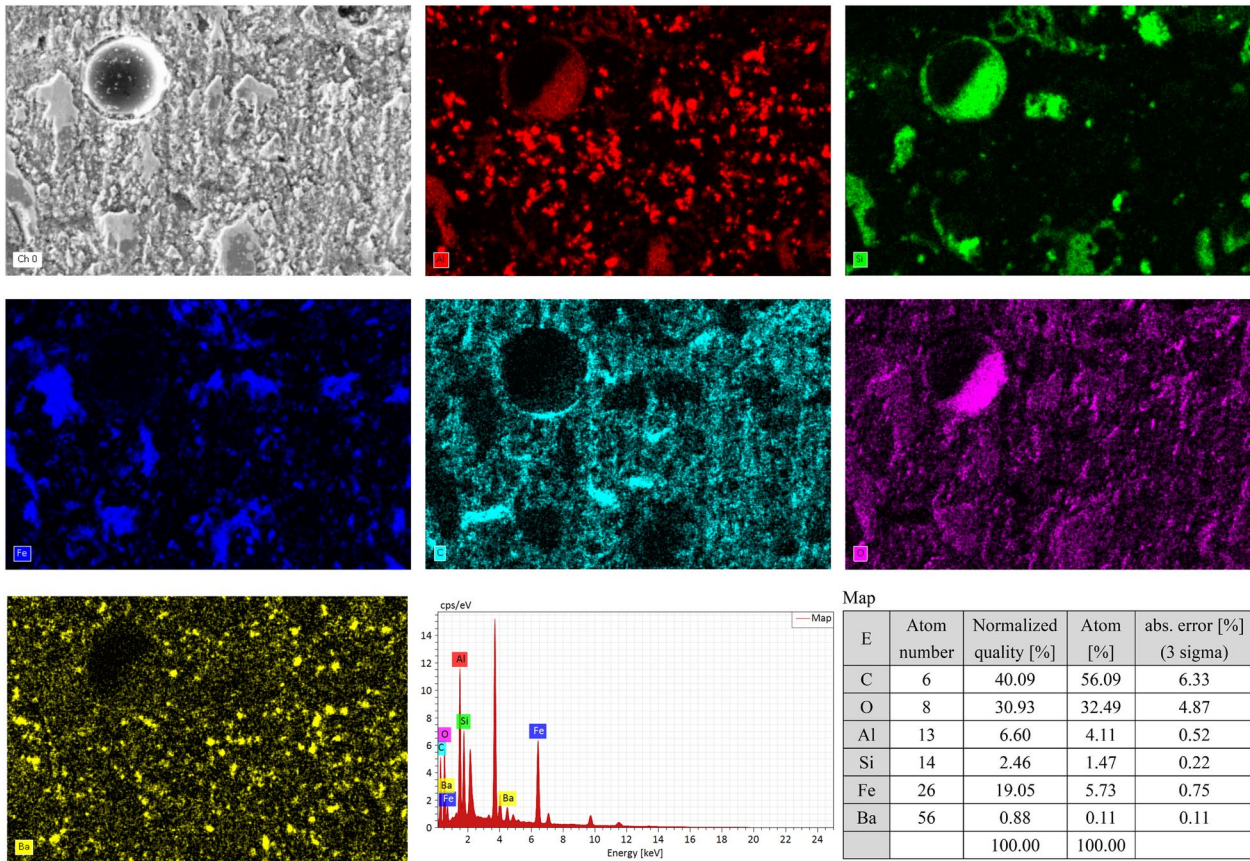 Ch 0
Al
Si
Fe
C
O
Ba
cps/eV
Map
14
12
10
8
6
4
2
0
Al
Si
O
C
Ba
Fe
Fe
Ba
0 2 4 6 8 10 12 14 16 18 20 22 24
Energy [keV]
Map
E Atom number Normalized quality [%] Atom [%] abs. error [%] (3 sigma)
C 6 40.09 56.09 6.33
O 8 30.93 32.49 4.87
Al 13 6.60 4.11 0.52
Si 14 2.46 1.47 0.22
Fe 26 19.05 5.73 0.75
Ba 56 0.88 0.11 0.11
100.00 100.00